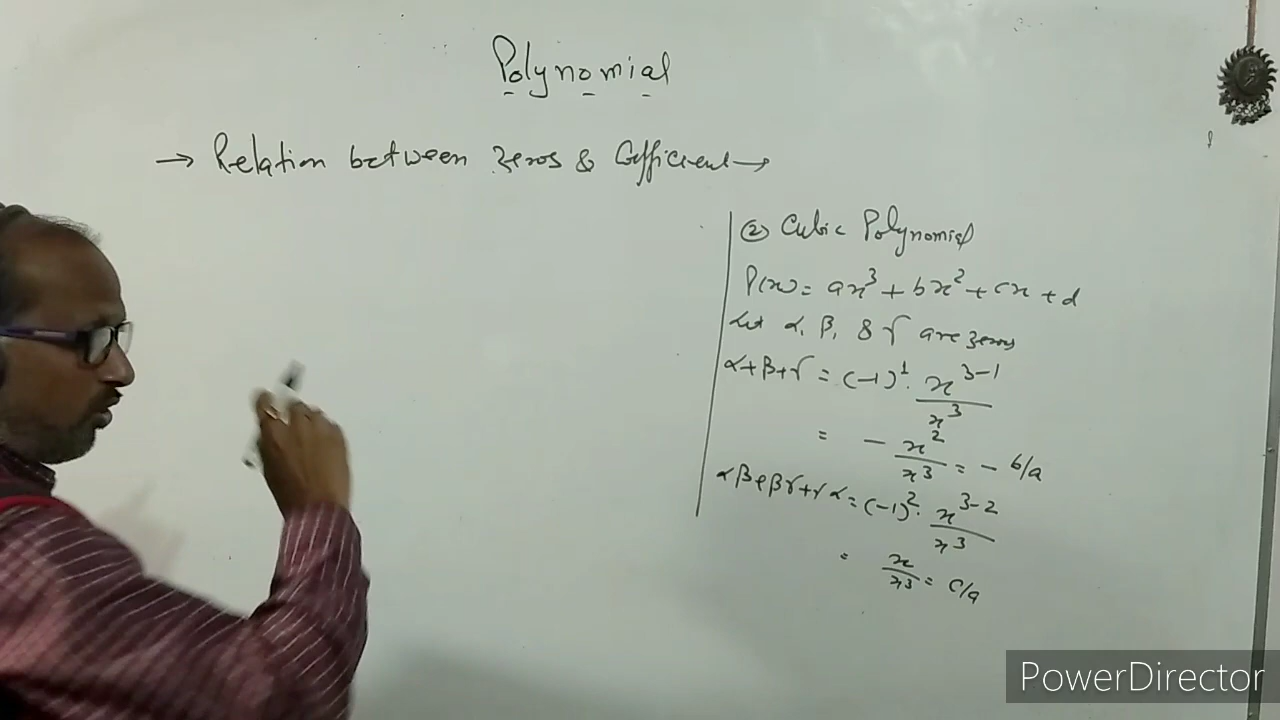 Polynomial
→ Relation between zeros & Cofficient →
② Cubic Polynomial
P(x) = ax³ + bx² + cx + d
Let α, β, & γ are zeros
α+β+γ = (-1)¹. x³⁻¹/x³
= - x²/x³ = - b/a
αβ+βγ+γα = (-1)². x³⁻²/x³
= x/x³ = c/a
PowerDirector